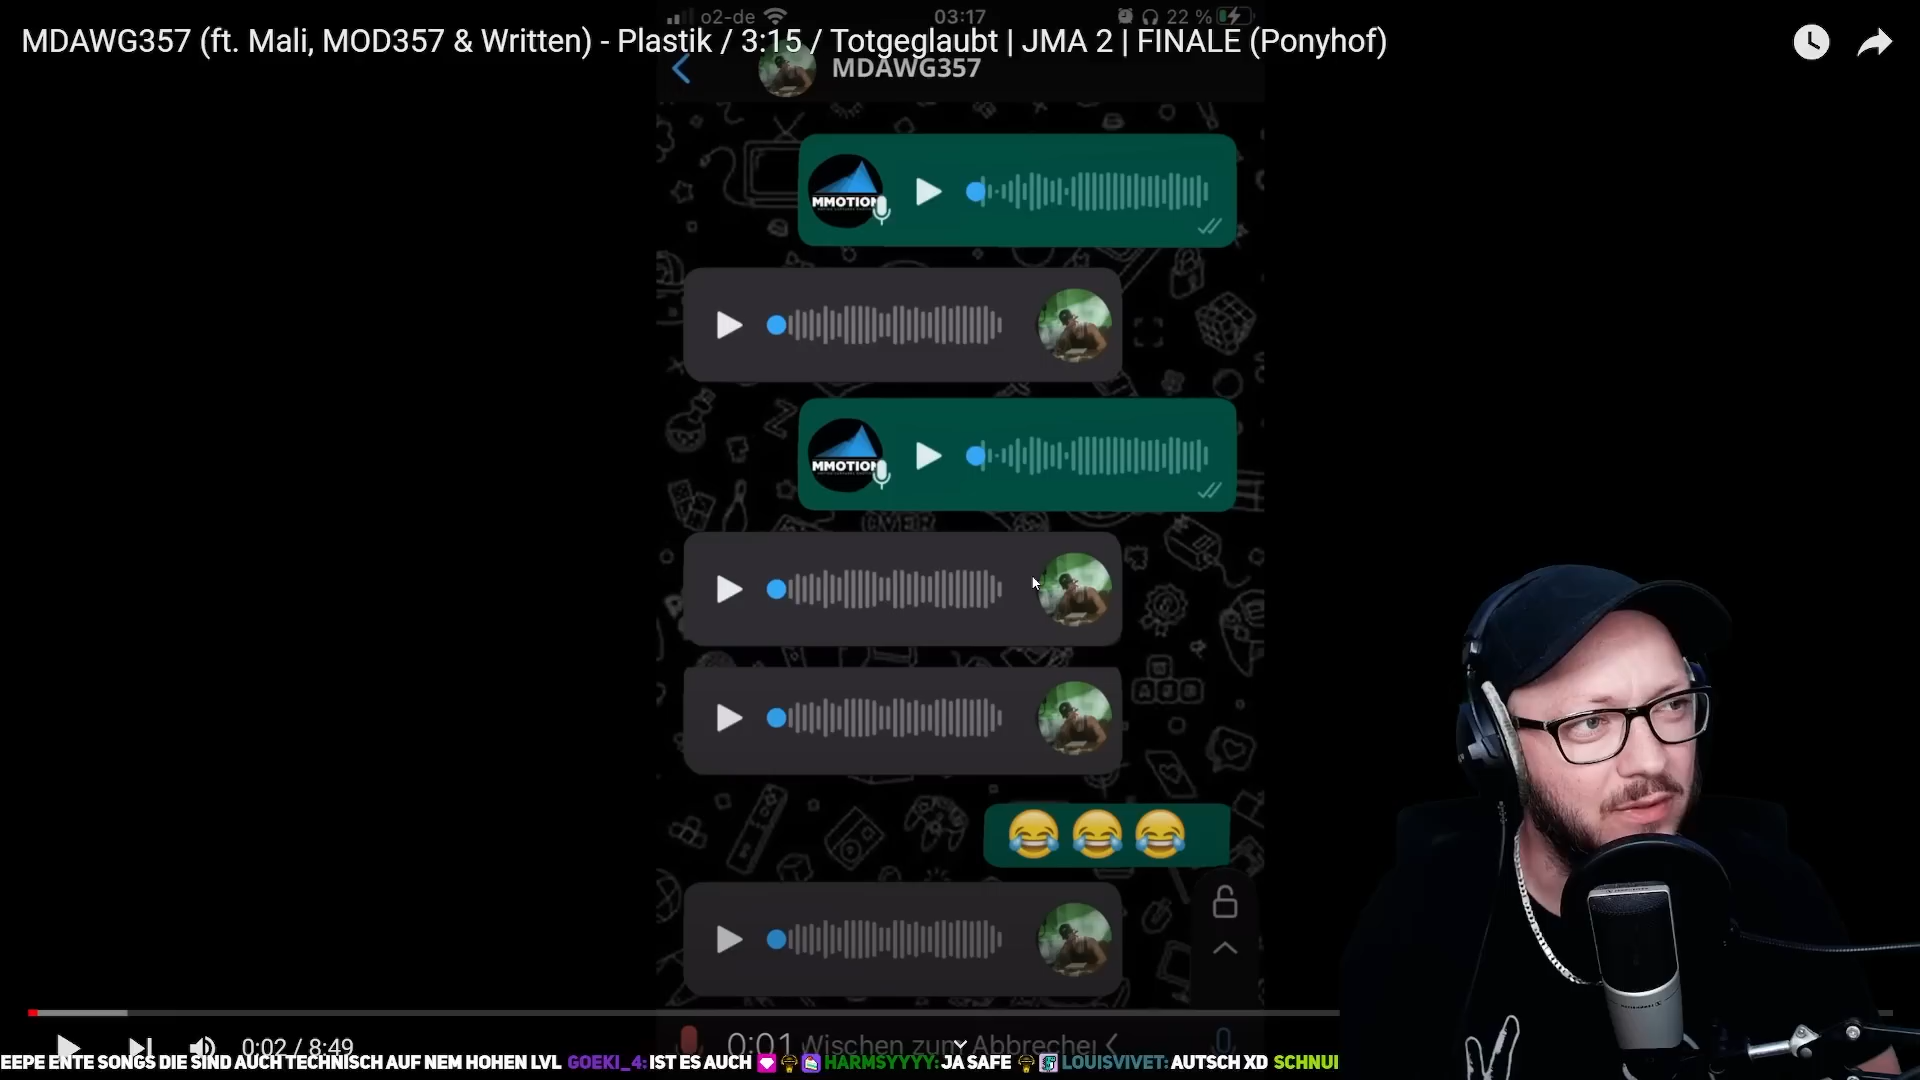 o2-de 03:17 22 %
MDAWG357 (ft. Mali, MOD357 & Written) - Plastik / 3:15 / Totgeglaubt | JMA 2 | FINALE (Ponyhof)
MDAWG357
MMOTION
MMOTION
OVER
0:02 / 8:49
0:01 Wischen zum Abbrechen
EEPE ENTE SONGS DIE SIND AUCH TECHNISCH AUF NEM HOHEN LVL GOEKI_4: IST ES AUCH HARMSYYYY: JA SAFE LOUISVIVET: AUTSCH XD SCHNUI